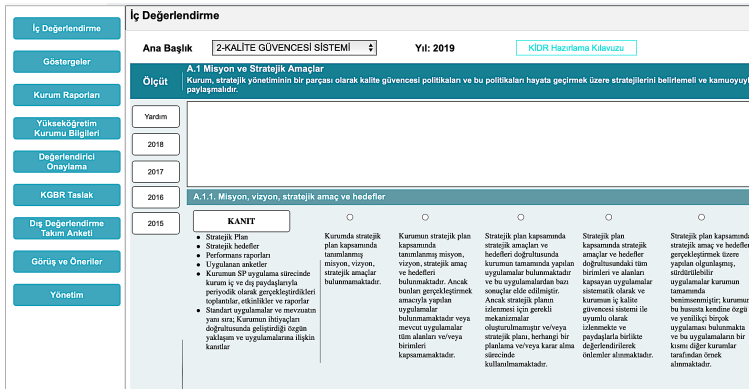 İç Değerlendirme
Göstergeler
Kurum Raporları
Yükseköğretim
Kurumu Bilgileri
Değerlendirici
Onaylama
KGBR Taslak
Dış Değerlendirme
Takım Anketi
Görüş ve Öneriler
Yönetim
İç Değerlendirme
Ana Başlık
2-KALİTE GÜVENCESİ SİSTEMİ
Yıl: 2019
KİDR Hazırlama Kılavuzu
Ölçüt
A.1 Misyon ve Stratejik Amaçlar
Kurum, stratejik yönetiminin bir parçası olarak kalite güvencesi politikaları ve bu politikaları hayata geçirmek üzere stratejilerini belirlemeli ve kamuoyuyl
paylaşmalıdır.
Yardım
2018
2017
2016
2015
A.1.1. Misyon, vizyon, stratejik amaç ve hedefler
KANIT
Stratejik Plan
Stratejik hedefler
Performans raporları
Uygulanan anketler
Kurumun SP uygulama sürecinde
kurum iç ve dış paydaşlarıyla
periyodik olarak gerçekleştirdikleri
toplantılar, etkinlikler ve raporlar
Standart uygulamalar ve mevzuatın
yanı sıra; Kurumun ihtiyaçları
doğrultusunda geliştirdiği özgün
yaklaşım ve uygulamalarına ilişkin
kanıtlar
Kurumda stratejik
plan kapsamında
tanımlanmış
misyon, vizyon,
stratejik amaçlar
bulunmamaktadır.
Kurumun stratejik plan
kapsamında
tanımlanmış misyon,
vizyon, stratejik amaç
ve hedefleri
bulunmaktadır. Ancak
bunları gerçekleştirmek
amacıyla yapılan
uygulamalar
bulunmamaktadır veya
mevcut uygulamalar
tüm alanları ve/veya
birimleri
kapsamamaktadır.
Stratejik plan kapsamında
stratejik amaçları ve
hedefleri doğrultusunda
kurumun tamamında yapılan
uygulamalar bulunmaktadır
ve bu uygulamalardan bazı
sonuçlar elde edilmiştir.
Ancak stratejik planın
izlenmesi için gerekli
mekanizmalar
oluşturulmamıştır ve/veya
stratejik planı, herhangi bir
planlama ve/veya karar alma
sürecinde
kullanılmamaktadır.
Stratejik plan
kapsamında stratejik
amaçlar ve hedefler
doğrultusundaki tüm
birimleri ve alanları
kapsayan uygulamalar
sistematik olarak ve
kurumun iç kalite
güvencesi sistemi ile
uyumlu olarak
izlenmekte ve
paydaşlarla birlikte
değerlendirilerek
önlemler alınmaktadır.
Stratejik plan kapsamında
stratejik amaç ve hedefler
gerçekleştirmek üzere
yapılan olgunlaşmış,
sürdürülebilir
uygulamalar kurumun
tamamında
benimsenmiştir; kurumun
bu hususta kendine özgü
ve yenilikçi birçok
uygulaması bulunmakta
ve bu uygulamaların bir
kısmı diğer kurumlar
tarafından örnek
alınmaktadır.